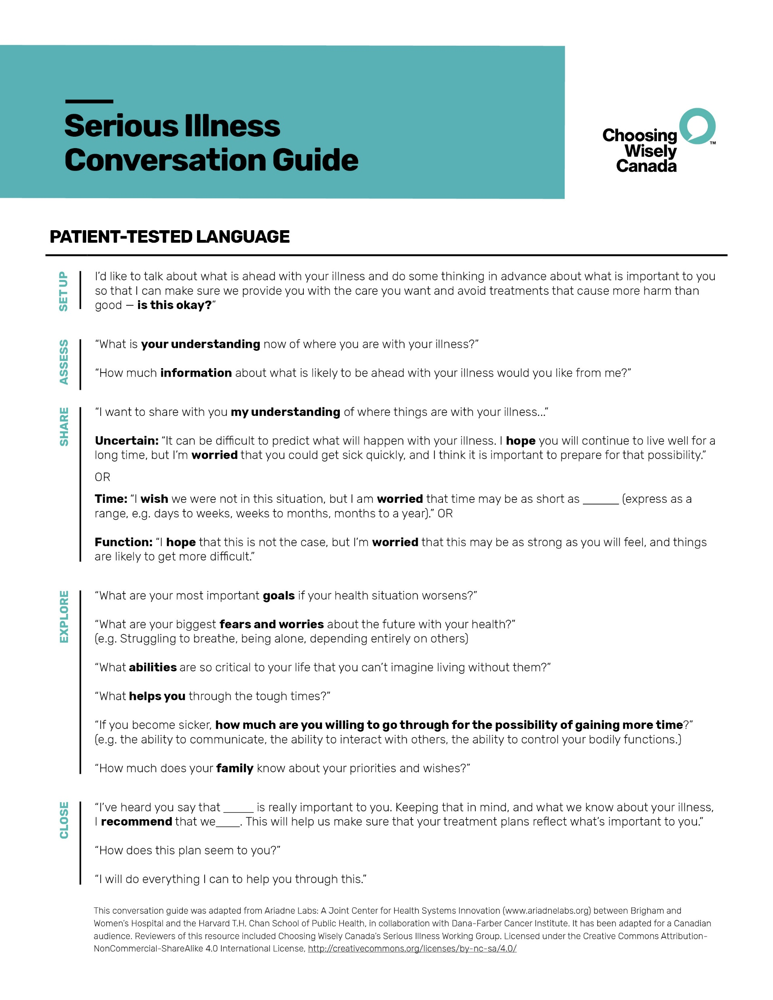 Serious Illness
Conversation Guide
Choosing
Wisely
Canada
™
PATIENT-TESTED LANGUAGE
SET UP
I’d like to talk about what is ahead with your illness and do some thinking in advance about what is important to you
so that I can make sure we provide you with the care you want and avoid treatments that cause more harm than
good — is this okay?”
ASSESS
“What is your understanding now of where you are with your illness?”
“How much information about what is likely to be ahead with your illness would you like from me?”
SHARE
“I want to share with you my understanding of where things are with your illness...”
Uncertain: “It can be difficult to predict what will happen with your illness. I hope you will continue to live well for a
long time, but I’m worried that you could get sick quickly, and I think it is important to prepare for that possibility.”
OR
Time: “I wish we were not in this situation, but I am worried that time may be as short as ______ (express as a
range, e.g. days to weeks, weeks to months, months to a year).” OR
Function: “I hope that this is not the case, but I’m worried that this may be as strong as you will feel, and things
are likely to get more difficult.”
EXPLORE
“What are your most important goals if your health situation worsens?”
“What are your biggest fears and worries about the future with your health?”
(e.g. Struggling to breathe, being alone, depending entirely on others)
“What abilities are so critical to your life that you can’t imagine living without them?”
“What helps you through the tough times?”
“If you become sicker, how much are you willing to go through for the possibility of gaining more time?”
(e.g. the ability to communicate, the ability to interact with others, the ability to control your bodily functions.)
“How much does your family know about your priorities and wishes?”
CLOSE
“I’ve heard you say that _____ is really important to you. Keeping that in mind, and what we know about your illness,
I recommend that we____. This will help us make sure that your treatment plans reflect what’s important to you.”
“How does this plan seem to you?”
“I will do everything I can to help you through this.”
This conversation guide was adapted from Ariadne Labs: A Joint Center for Health Systems Innovation (www.ariadnelabs.org) between Brigham and
Women’s Hospital and the Harvard T.H. Chan School of Public Health, in collaboration with Dana-Farber Cancer Institute. It has been adapted for a Canadian
audience. Reviewers of this resource included Choosing Wisely Canada’s Serious Illness Working Group. Licensed under the Creative Commons Attribution-
NonCommercial-ShareAlike 4.0 International License, http://creativecommons.org/licenses/by-nc-sa/4.0/